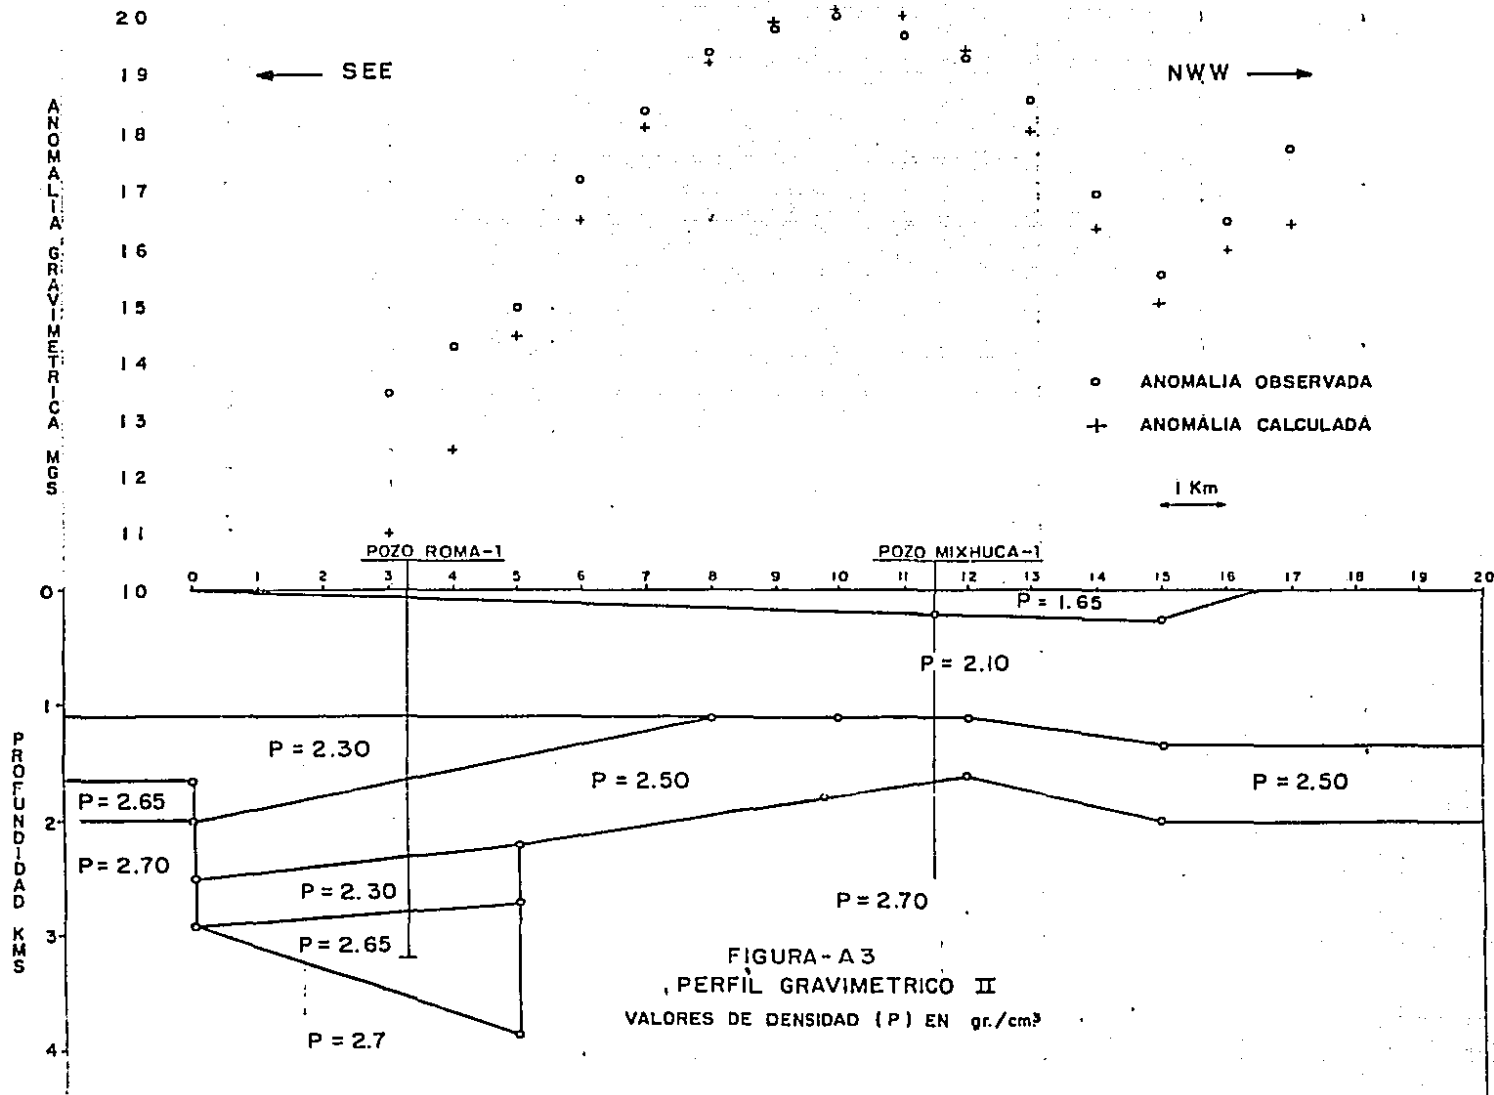 20
19
18
17
16
15
14
13
12
11
10
ANOMALIA GRAVIMETRICA MGS
← SEE
NWW →
o ANOMALIA OBSERVADA
+ ANOMALIA CALCULADA
1 Km
POZO ROMA-1
POZO MIXHUCA-1
0 1 2 3 4 5 6 7 8 9 10 11 12 13 14 15 16 17 18 19 20
0
1
2
3
4
PROFUNDIDAD KMS
P = 1.65
P = 2.10
P = 2.30
P = 2.50
P = 2.50
P = 2.65
P = 2.70
P = 2.30
P = 2.70
P = 2.65
P = 2.7
FIGURA-A3
PERFIL GRAVIMETRICO II
VALORES DE DENSIDAD (P) EN gr./cm³